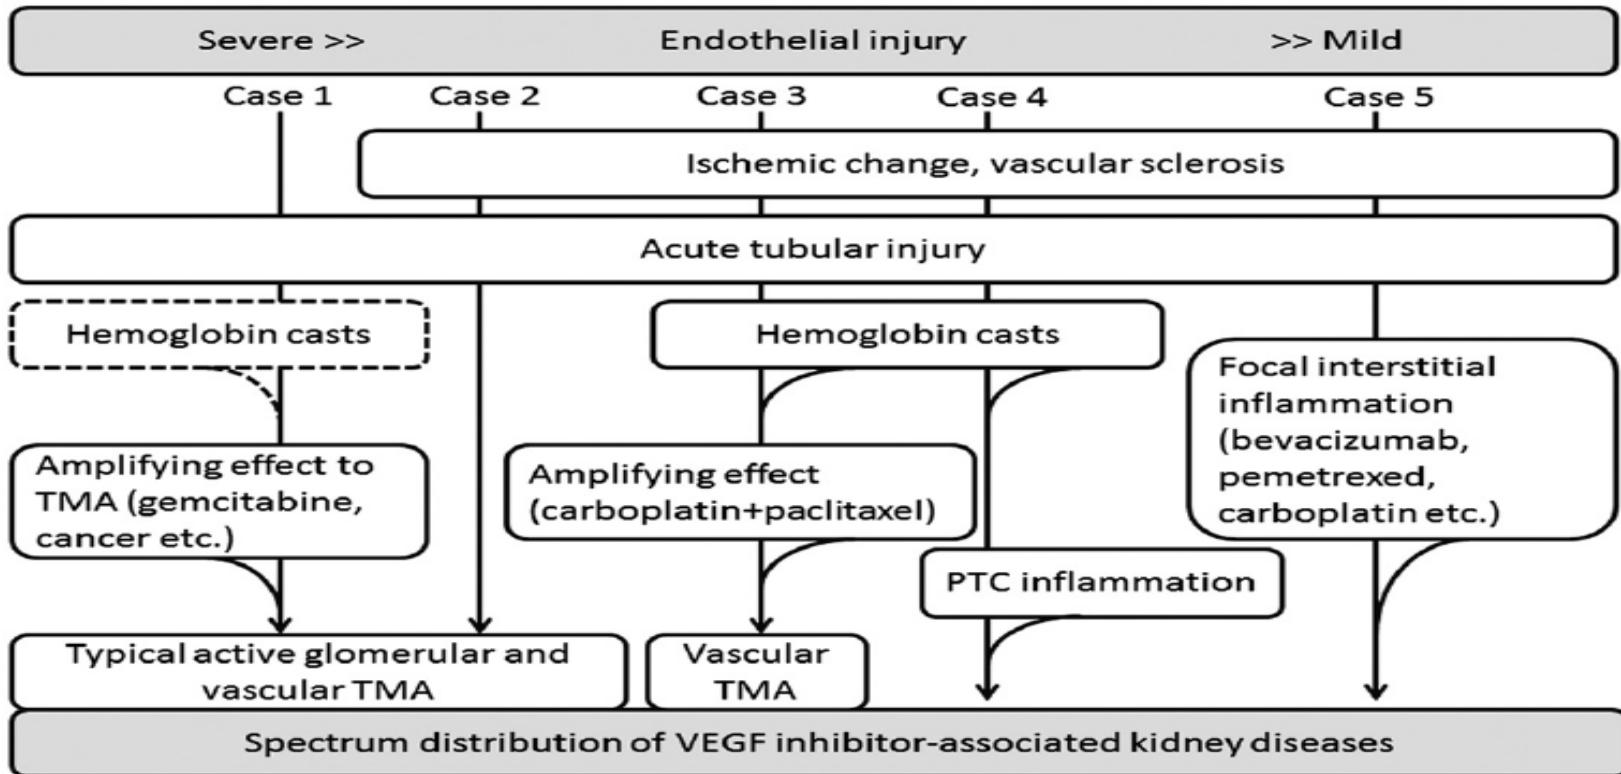 Severe >> Endothelial injury >> Mild
Case 1 Case 2 Case 3 Case 4 Case 5
Ischemic change, vascular sclerosis
Acute tubular injury
Hemoglobin casts
Hemoglobin casts
Focal interstitial
inflammation
(bevacizumab,
pemetrexed,
carboplatin etc.)
Amplifying effect to
TMA (gemcitabine,
cancer etc.)
Amplifying effect
(carboplatin+paclitaxel)
PTC inflammation
Typical active glomerular and
vascular TMA
Vascular
TMA
Spectrum distribution of VEGF inhibitor-associated kidney diseases